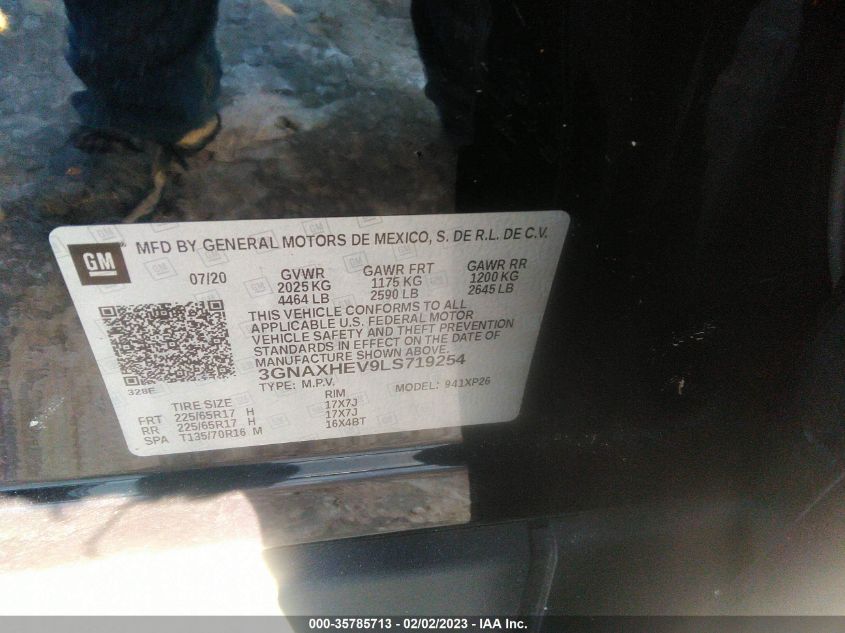 GM
MFD BY GENERAL MOTORS DE MEXICO, S. DE R.L. DE C.V.
07/20 GVWR GAWR FRT GAWR RR
2025 KG 1175 KG 1200 KG
4464 LB 2590 LB 2645 LB
THIS VEHICLE CONFORMS TO ALL
APPLICABLE U.S. FEDERAL MOTOR
VEHICLE SAFETY AND THEFT PREVENTION
STANDARDS IN EFFECT ON THE DATE OF
MANUFACTURE SHOWN ABOVE.
3GNAXHEV9LS719254
328E TYPE: M.P.V. MODEL: 941XP26
TIRE SIZE RIM
FRT 225/65R17 H 17X7J
RR 225/65R17 H 17X7J
SPA T135/70R16 M 16X4BT
000-35785713 - 02/02/2023 - IAA Inc.